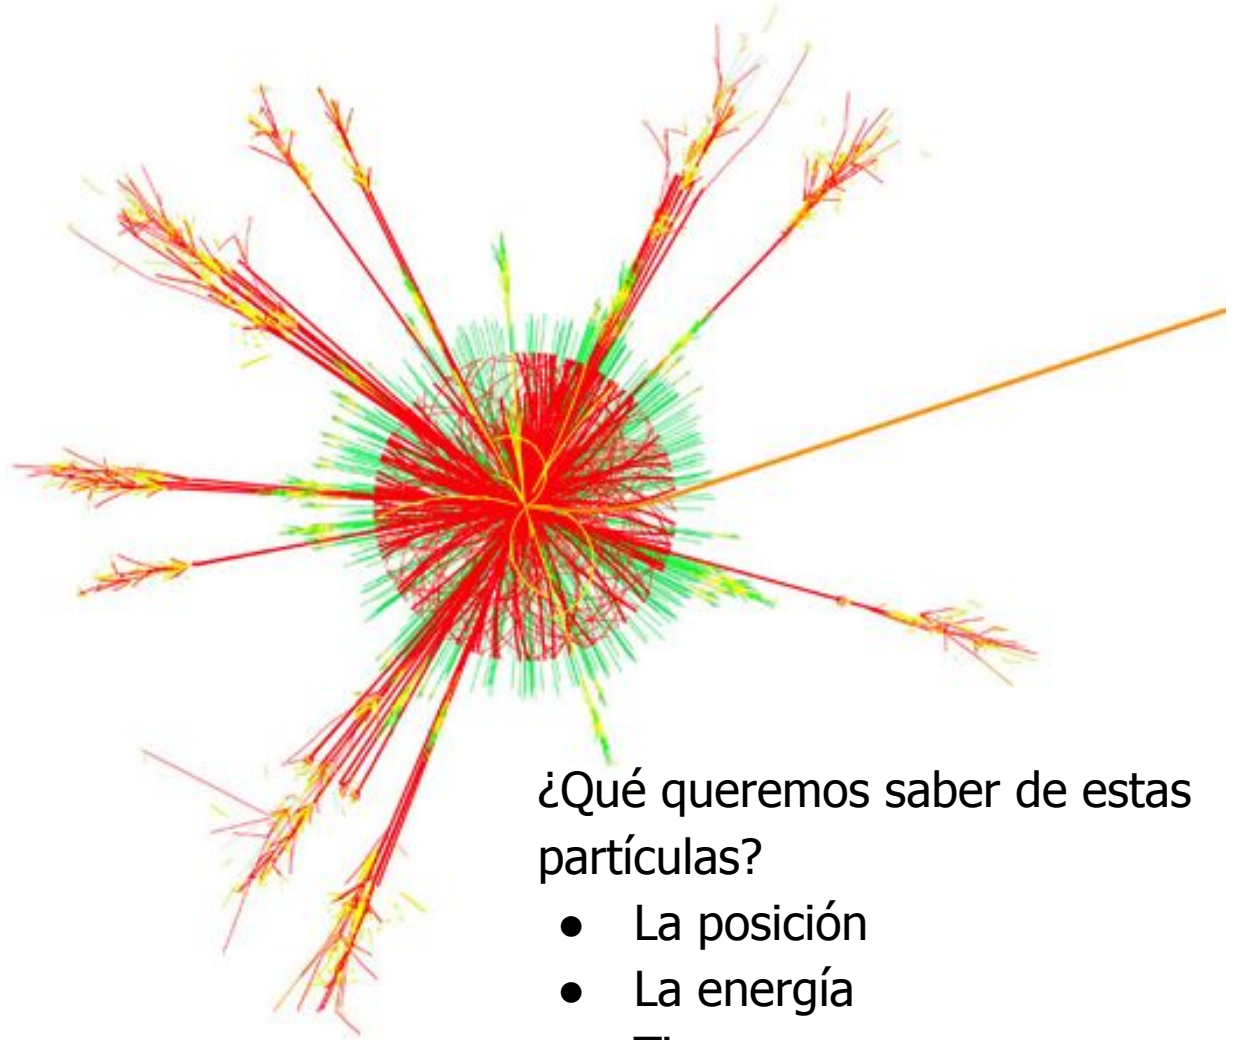 ¿Qué queremos saber de estas
partículas?
● La posición
● La energía